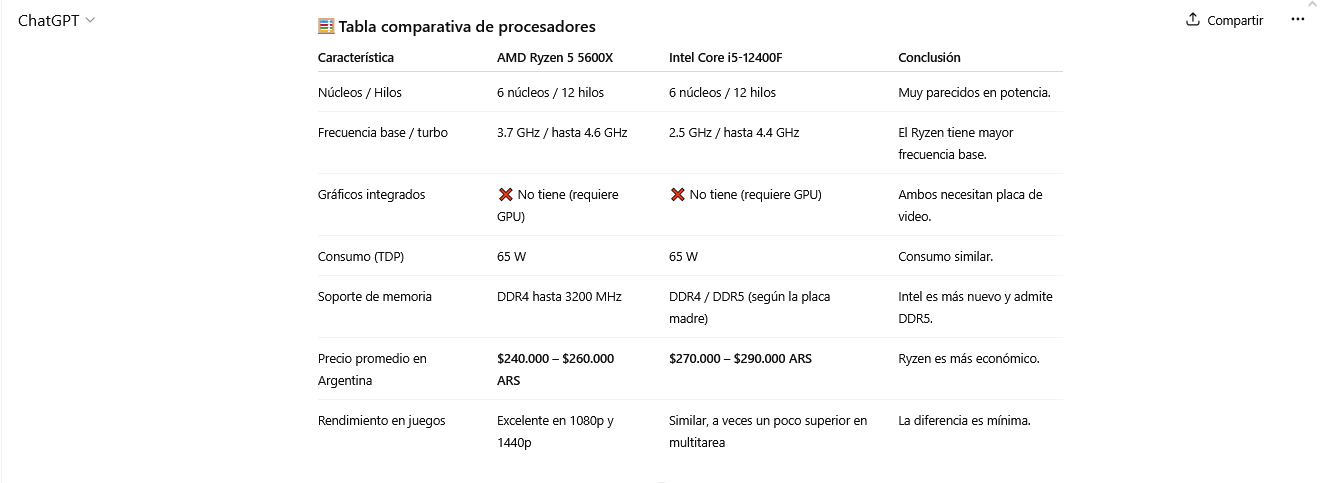 ChatGPT
Compartir
Tabla comparativa de procesadores
Característica AMD Ryzen 5 5600X Intel Core i5-12400F Conclusión
Núcleos / Hilos 6 núcleos / 12 hilos 6 núcleos / 12 hilos Muy parecidos en potencia.
Frecuencia base / turbo 3.7 GHz / hasta 4.6 GHz 2.5 GHz / hasta 4.4 GHz El Ryzen tiene mayor
frecuencia base.
Gráficos integrados ❌ No tiene (requiere ❌ No tiene (requiere GPU) Ambos necesitan placa de
GPU) video.
Consumo (TDP) 65 W 65 W Consumo similar.
Soporte de memoria DDR4 hasta 3200 MHz DDR4 / DDR5 (según la placa Intel es más nuevo y admite
madre) DDR5.
Precio promedio en $240.000 – $260.000 $270.000 – $290.000 ARS Ryzen es más económico.
Argentina ARS
Rendimiento en juegos Excelente en 1080p y Similar, a veces un poco superior en La diferencia es mínima.
1440p multitarea